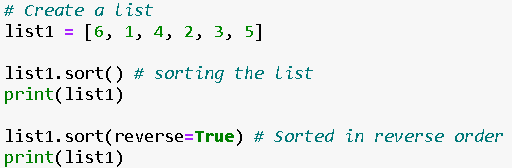 # Create a list
list1 = [6, 1, 4, 2, 3, 5]
list1.sort() # sorting the list
print(list1)
list1.sort(reverse=True) # Sorted in reverse order
print(list1)